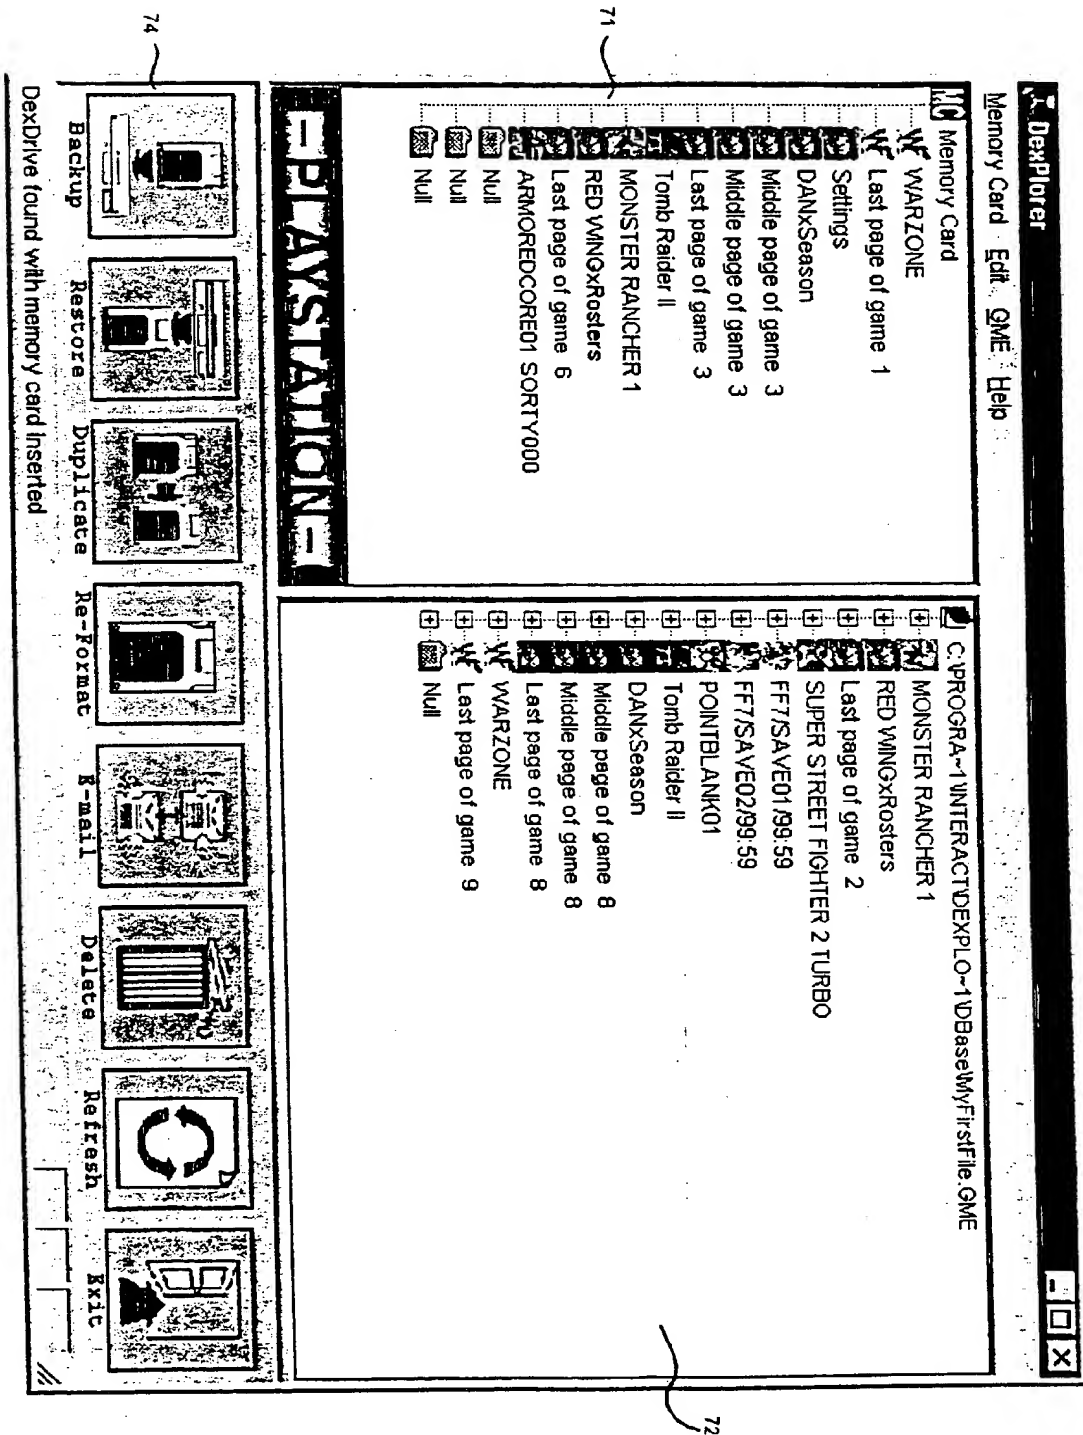 DexPlorer
Memory Card Edit GME Help
MC Memory Card
WARZONE
Last page of game 1
Settings
DANxSeason
Middle page of game 3
Middle page of game 3
Last page of game 3
Tomb Raider II
MONSTER RANCHER 1
RED WINGxRosters
Last page of game 6
ARMOREDCORE01 SORTY000
Null
Null
Null
-PLAYSTATION-
C:\PROGRA~1\INTERACT\DEXPLO~1\DBase\MyFirstFile.GME
MONSTER RANCHER 1
RED WINGxRosters
Last page of game 2
SUPER STREET FIGHTER 2 TURBO
FF7/SAVE01/99:59
FF7/SAVE02/99:59
POINTBLANK01
Tomb Raider II
DANxSeason
Middle page of game 8
Middle page of game 8
Last page of game 8
WARZONE
Last page of game 9
Null
Backup Restore Duplicate Re-Format E-mail Delete Refresh Exit
DexDrive found with memory card inserted
71
72
74